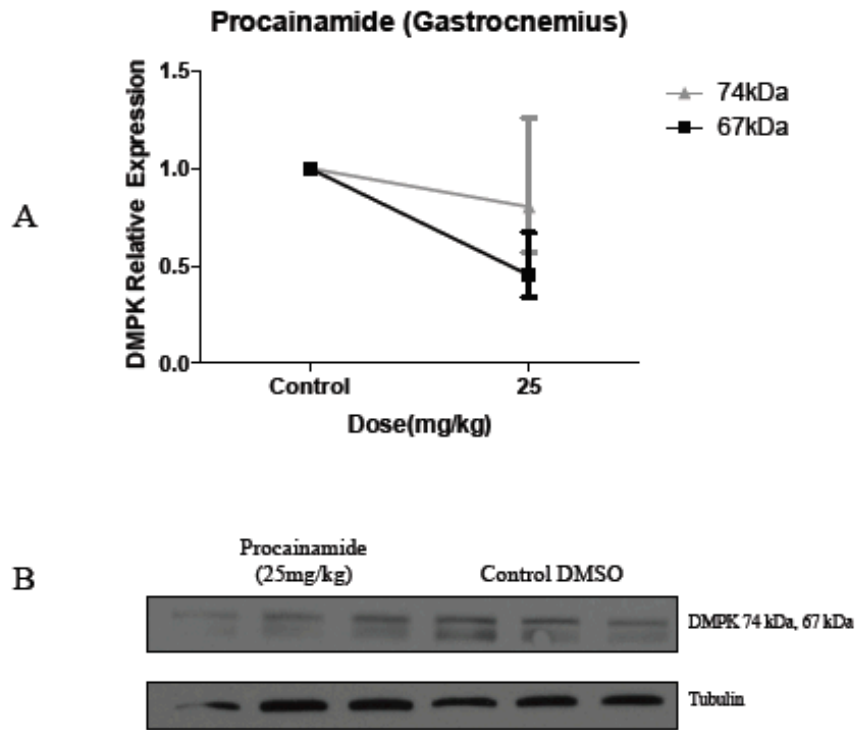 Procainamide (Gastrocnemius)
A
DMPK Relative Expression
1.5
1.0
0.5
0.0
Control
25
Dose(mg/kg)
74kDa
67kDa
B
Procainamide
(25mg/kg)
Control DMSO
DMPK 74 kDa, 67 kDa
Tubulin